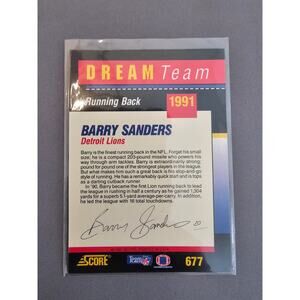 DREAM Team
Running Back
1991
BARRY SANDERS
Detroit Lions
Barry is the finest running back in the NFL. Forget his small
size; he is a compact 203-pound missile who powers his
way through arm tackles. Barry is extraordinarily strong,
pound for pound one of the strongest players in the league.
But what makes him such a great back is his stop-and-go
style of running. He has a remarkably quick start and is tops
as a darting cutback runner.
In '90, Barry became the first Lion running back to lead
the league in rushing in half a century as he gained 1,304
yards for a superb 5.1-yard average-per-carry. In addition,
he led the league with 16 total touchdowns.
Barry Sanders 20
SCORE
Team NFL
677